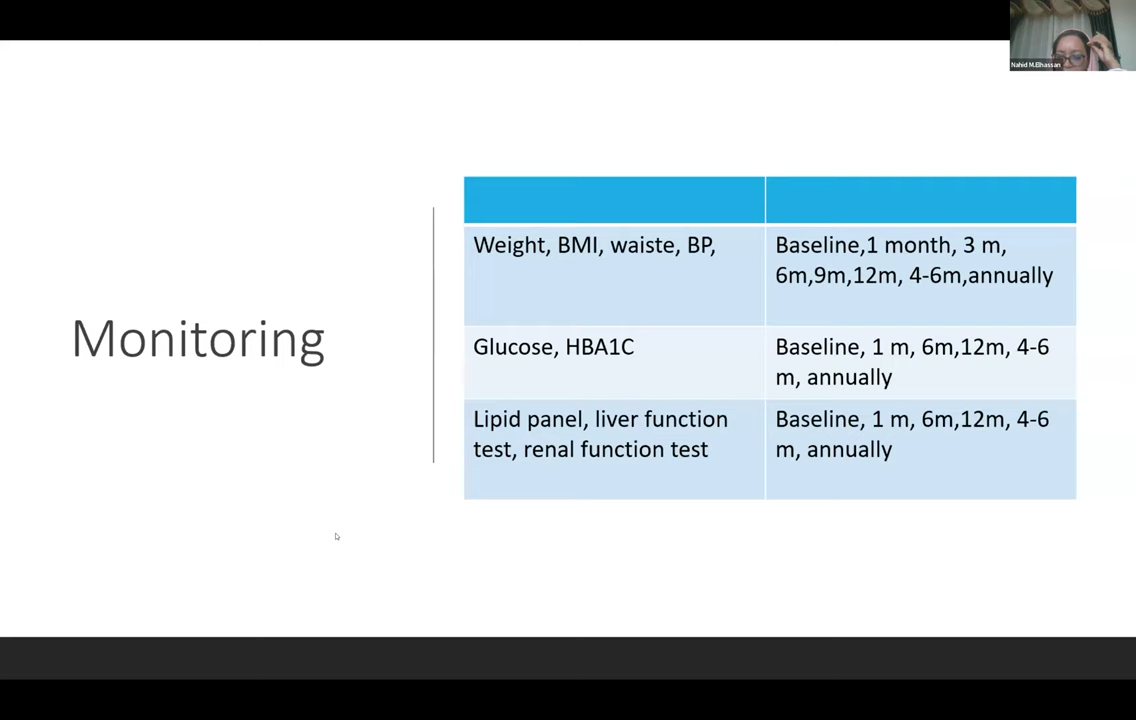 Nahid M.Elhassan
Monitoring
Weight, BMI, waiste, BP,
Baseline,1 month, 3 m,
6m,9m,12m, 4-6m,annually
Glucose, HBA1C
Baseline, 1 m, 6m,12m, 4-6
m, annually
Lipid panel, liver function
test, renal function test
Baseline, 1 m, 6m,12m, 4-6
m, annually